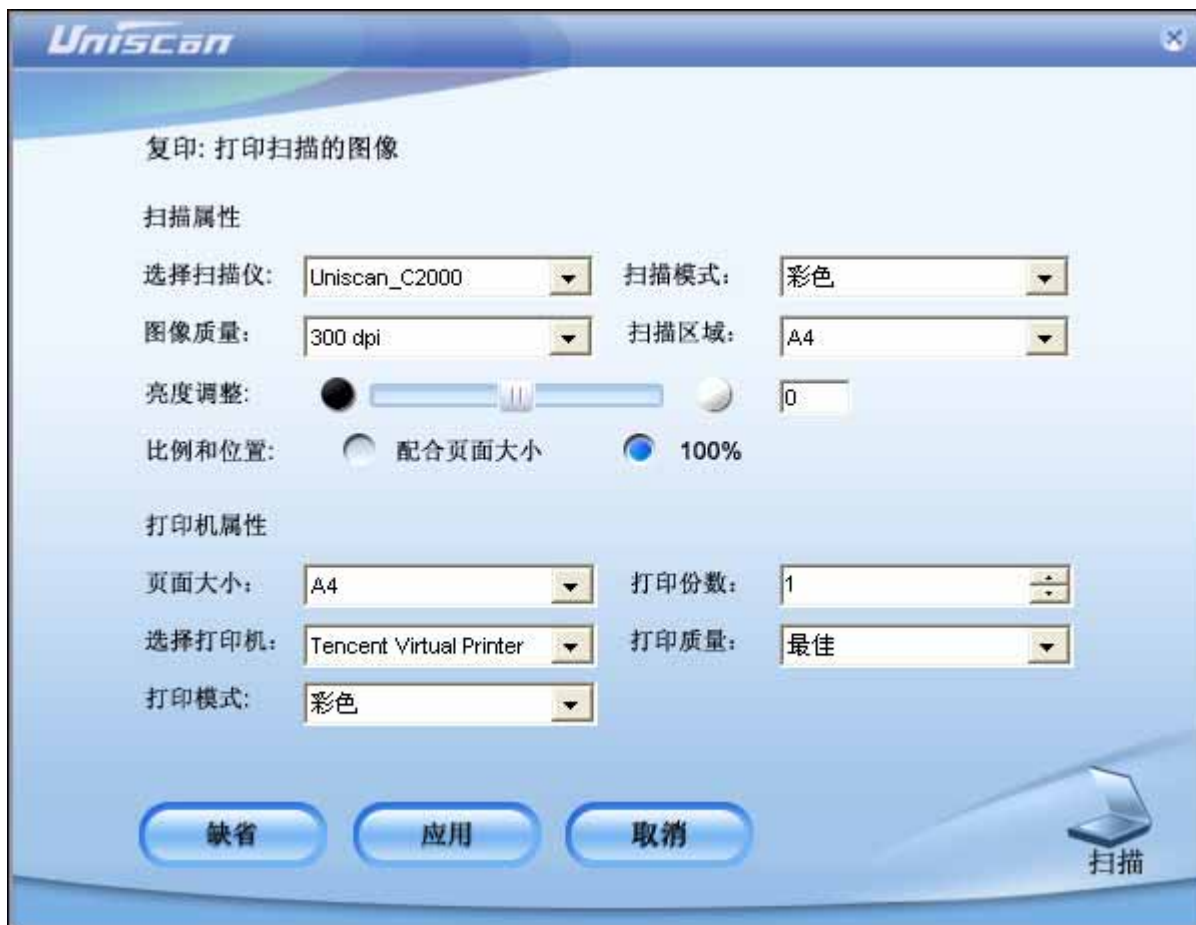 Uniscan
复印: 打印扫描的图像
扫描属性
选择扫描仪: Uniscan_C2000 扫描模式: 彩色
图像质量: 300 dpi 扫描区域: A4
亮度调整: 0
比例和位置: 配合页面大小 100%
打印机属性
页面大小: A4 打印份数: 1
选择打印机: Tencent Virtual Printer 打印质量: 最佳
打印模式: 彩色
缺省 应用 取消
扫描